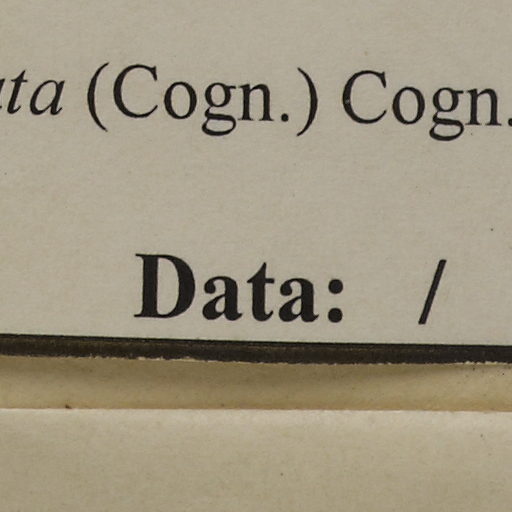 ata (Cogn.) Cogn.
Data: /